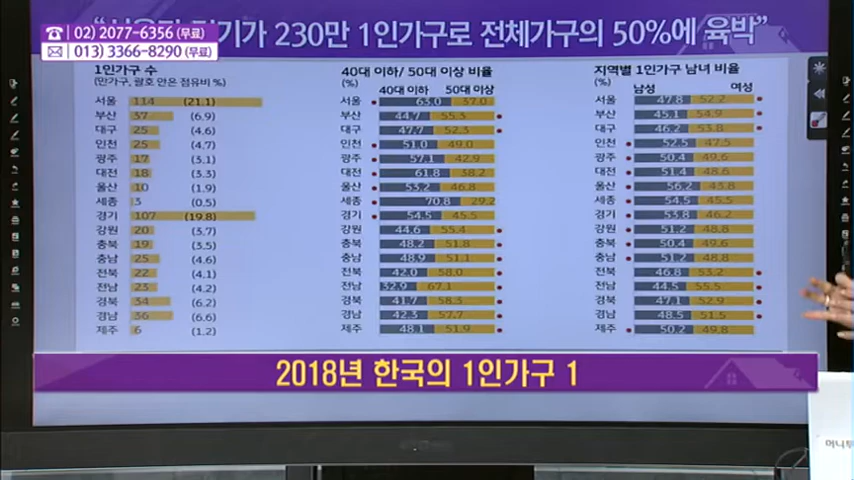 기가 230만 1인가구로 전체가구의 50%에 육박"
☎ 02) 2077-6356 (무료)
✉ 013) 3366-8290 (무료)
1인가구 수
(만가구, 괄호 안은 점유비 %)
서울 114 (21.1)
부산 37 (6.9)
대구 25 (4.6)
인천 25 (4.7)
광주 17 (3.1)
대전 18 (3.3)
울산 10 (1.9)
세종 3 (0.5)
경기 107 (19.8)
강원 20 (3.7)
충북 19 (3.5)
충남 25 (4.6)
전북 22 (4.1)
전남 23 (4.2)
경북 34 (6.2)
경남 36 (6.6)
제주 6 (1.2)
40대 이하/ 50대 이상 비율
(%)
40대 이하 50대 이상
서울 63.0 37.0
부산 44.7 55.3
대구 47.7 52.3
인천 51.0 49.0
광주 57.1 42.9
대전 61.8 38.2
울산 53.2 46.8
세종 70.8 29.2
경기 54.5 45.5
강원 44.6 55.4
충북 48.2 51.8
충남 48.9 51.1
전북 42.0 58.0
전남 32.9 67.1
경북 41.7 58.3
경남 42.3 57.7
제주 48.1 51.9
지역별 1인가구 남녀 비율
(%)
남성 여성
서울 47.8 52.2
부산 45.1 54.9
대구 46.2 53.8
인천 52.5 47.5
광주 50.4 49.6
대전 51.4 48.6
울산 56.2 43.8
세종 54.5 45.5
경기 53.8 46.2
강원 51.2 48.8
충북 50.4 49.6
충남 51.2 48.8
전북 46.8 53.2
전남 44.5 55.5
경북 47.1 52.9
경남 48.5 51.5
제주 50.2 49.8
2018년 한국의 1인가구 1
머니투